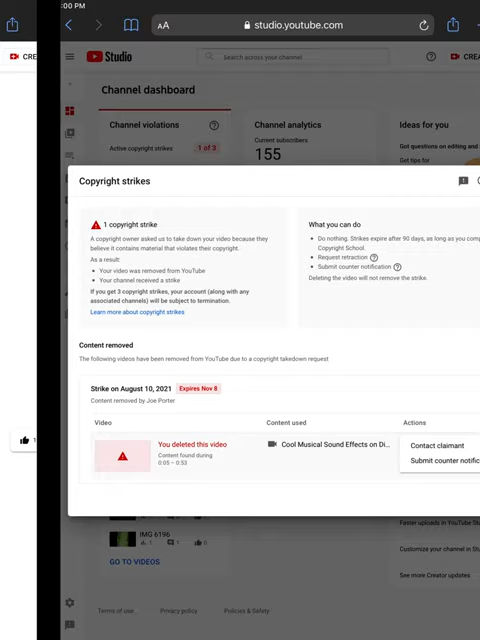 :00 PM
AA
studio.youtube.com
CRE
Studio
Search across your channel
CREA
Channel dashboard
Channel violations
Active copyright strikes
1 of 3
Channel analytics
Current subscribers
155
Ideas for you
Got questions on editing and
Get tips for
Copyright strikes
1 copyright strike
A copyright owner asked us to take down your video because they
believe it contains material that violates their copyright.
As a result:
• Your video was removed from YouTube
• Your channel received a strike
If you get 3 copyright strikes, your account (along with any
associated channels) will be subject to termination.
Learn more about copyright strikes
What you can do
• Do nothing. Strikes expire after 90 days, as long as you comp
Copyright School.
• Request retraction
• Submit counter notification
Deleting the video will not remove the strike.
Content removed
The following videos have been removed from YouTube due to a copyright takedown request
Strike on August 10, 2021
Expires Nov 8
Content removed by Joe Porter
Video
Content used
Actions
You deleted this video
Content found during
0:05 – 0:53
Cool Musical Sound Effects on Di...
Contact claimant
Submit counter notific
1
IMG 6196
1
1
0
GO TO VIDEOS
Faster uploads in YouTube Stu
Customize your channel in Stu
See more Creator updates
Terms of use
Privacy policy
Policies & Safety